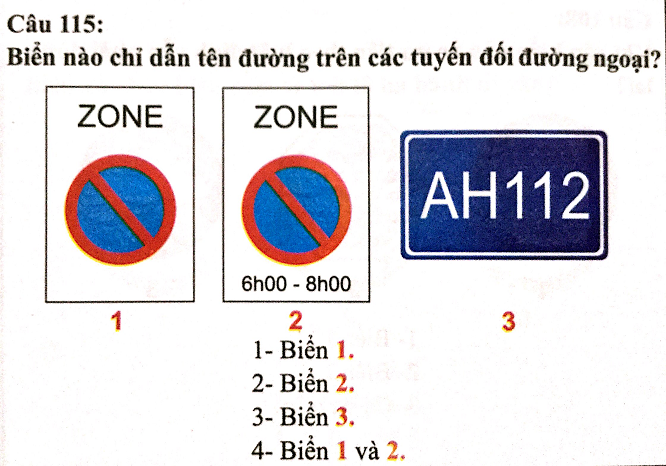 Câu 115:
Biển nào chỉ dẫn tên đường trên các tuyến đối đường ngoại?
ZONE ZONE
AH112
6h00 - 8h00
1 2 3
1- Biển 1.
2- Biển 2.
3- Biển 3.
4- Biển 1 và 2.